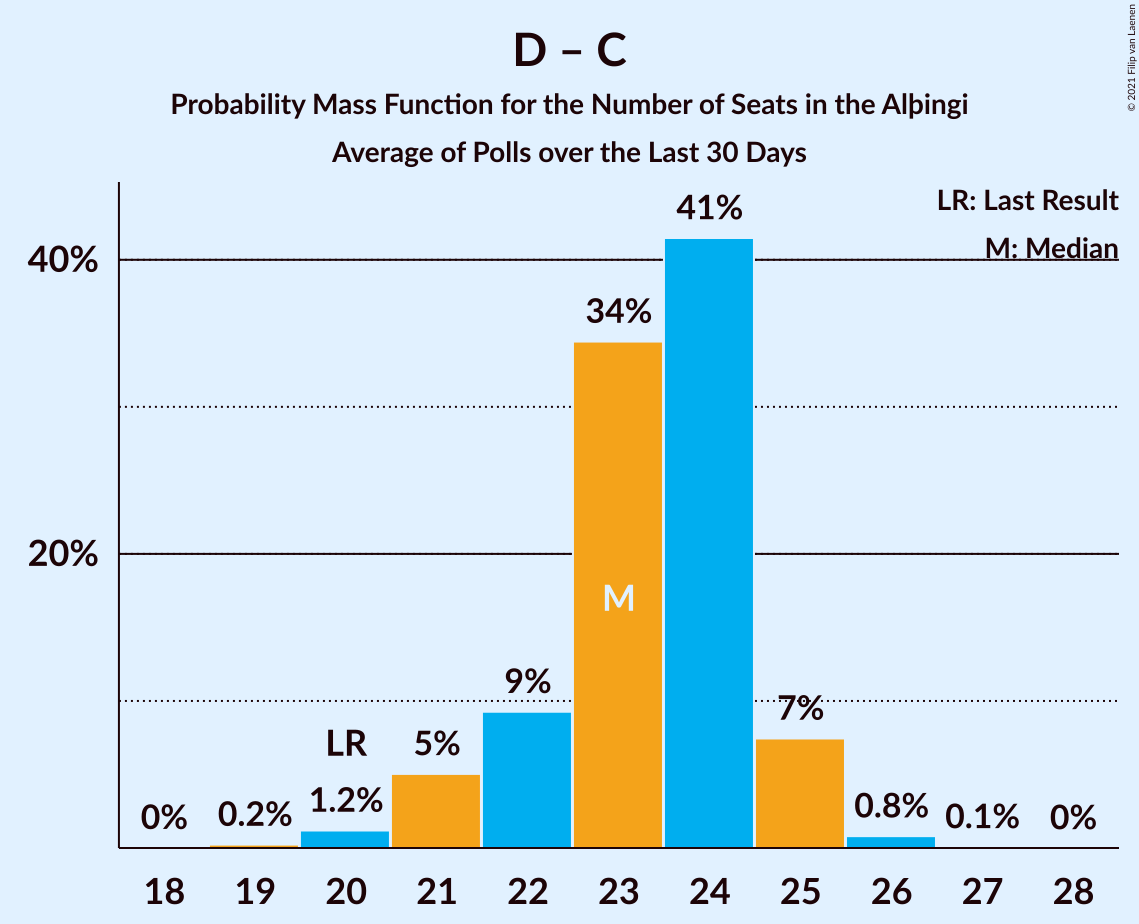 D – C
Probability Mass Function for the Number of Seats in the Alþingi
Average of Polls over the Last 30 Days
© 2021 Filip van Laenen
LR: Last Result
M: Median
41%
40%
34%
20%
M
9%
7%
LR
5%
1.2%
0%
0.2%
0.8%
0.1%
0%
18 19 20 21 22 23 24 25 26 27 28